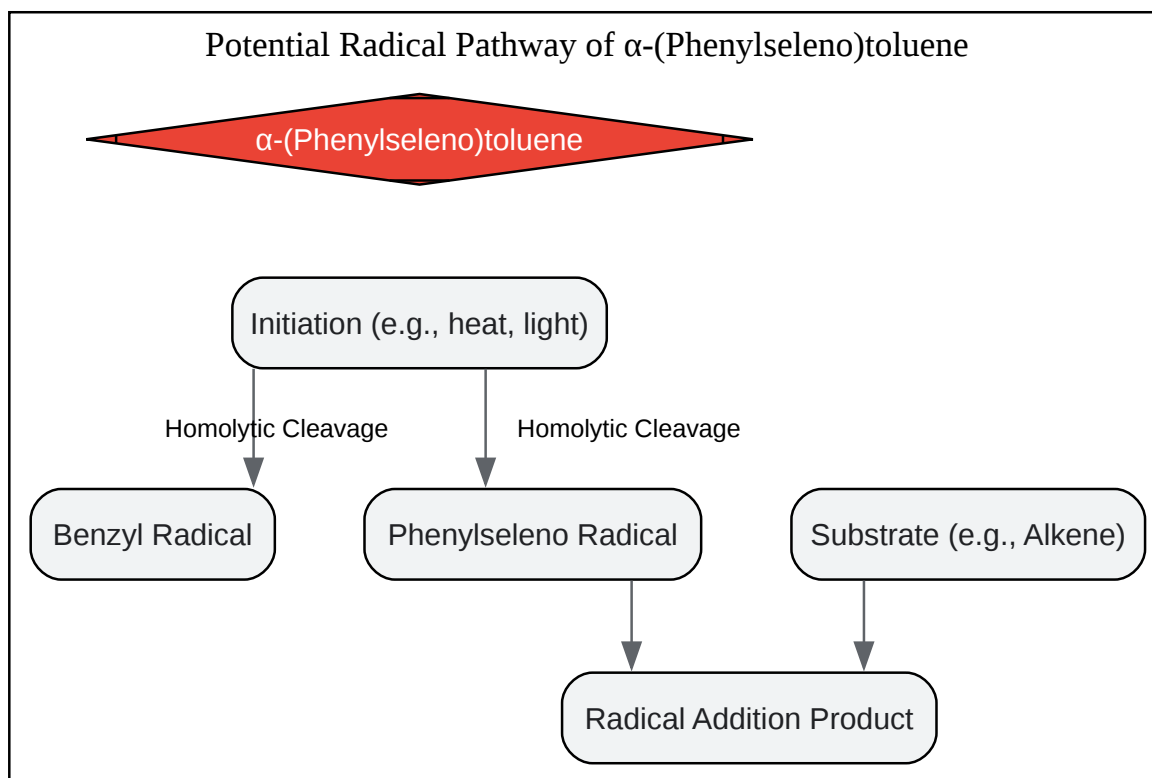 Potential Radical Pathway of α-(Phenylseleno)toluene
α-(Phenylseleno)toluene
Initiation (e.g., heat, light)
Homolytic Cleavage
Homolytic Cleavage
Benzyl Radical
Phenylseleno Radical
Substrate (e.g., Alkene)
Radical Addition Product